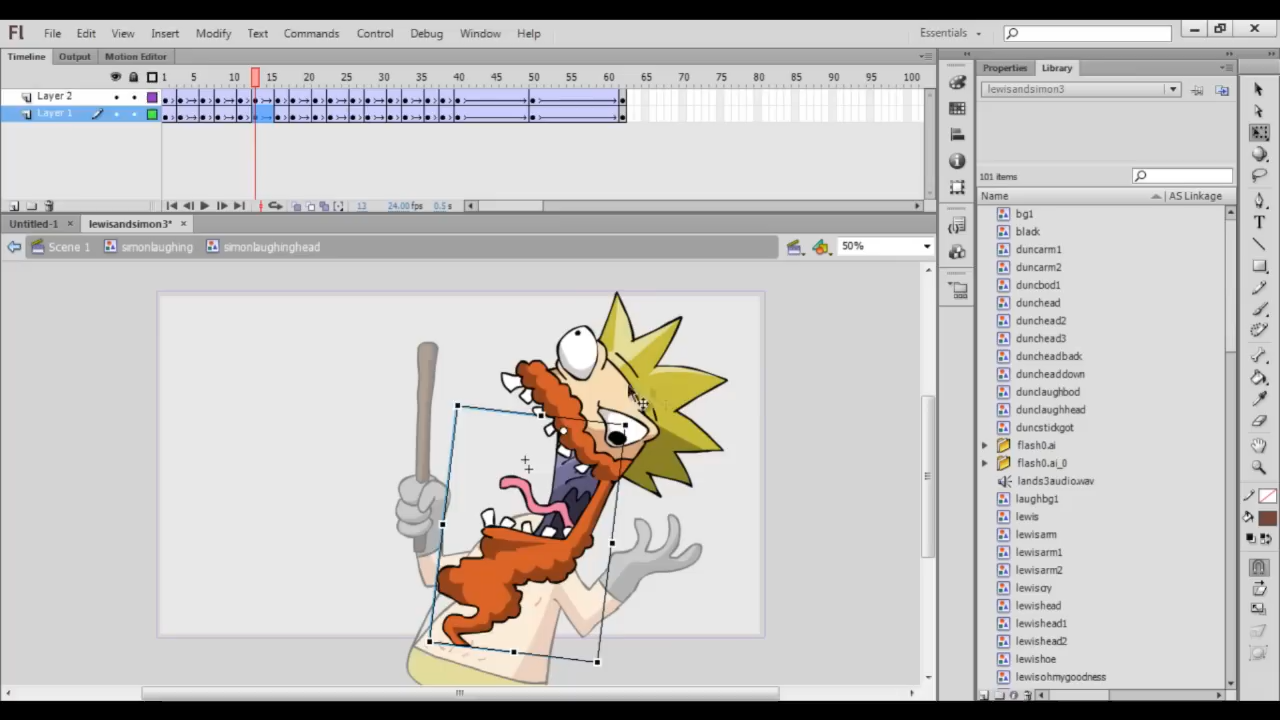 Fl File Edit View Insert Modify Text Commands Control Debug Window Help Essentials
Timeline Output Motion Editor Properties Library
1 5 10 15 20 25 30 35 40 45 50 55 60 65 70 75 80 85 90 95 100
Layer 2
Layer 1
lewisandsimon3
101 items
Name AS Linkage
13 24.00fps 0.5s
Untitled-1 × lewisandsimon3* ×
Scene 1 simonlaughing simonlaughinghead 50%
bg1
black
duncarm1
duncarm2
duncbod1
dunchead
dunchead2
dunchead3
duncheadback
duncheaddown
dunclaughbod
dunclaughhead
duncstickgot
flash0.ai
flash0.ai_0
lands3audio.wav
laughbg1
lewis
lewisarm
lewisarm1
lewisarm2
lewiscry
lewishead
lewishead1
lewishead2
lewishoe
lewisohmygoodness